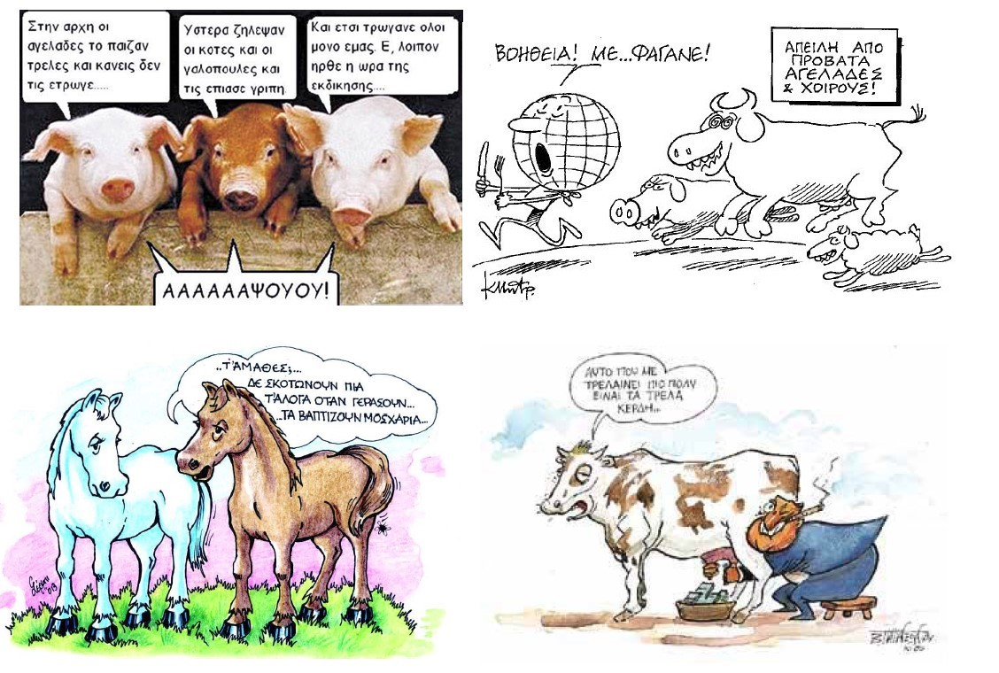 Στην αρχη οι
αγελαδες το παιζαν
τρελες και κανεις δεν
τις ετρωγε.....
Υστερα ζηλεψαν
οι κοτες και οι
γαλοπουλες και
τις επιασε γριπη.
Και ετσι τρωγανε ολοι
μονο εμας. Ε, λοιπον
ηρθε η ωρα της
εκδικησης....
ΑΑΑΑΑΑΨΟΥΟΥ!
ΒΟΗΘΕΙΑ! ΜΕ...ΦΑΓΑΝΕ!
ΑΠΕΙΛΗ ΑΠΟ
ΠΡΟΒΑΤΑ
ΑΓΕΛΑΔΕΣ
& ΧΟΙΡΟΥΣ!
..Τ'ΑΜΑΘΕΣ;...
ΔΕ ΣΚΟΤΩΝΟΥΝ ΠΙΑ
Τ'ΑΛΟΓΑ ΟΤΑΝ ΓΕΡΑΣΟΥΝ...
...ΤΑ ΒΑΠΤΙΖΟΥΝ ΜΟΣΧΑΡΙΑ...
ΑΥΤΟ ΠΟΥ ΜΕ
ΤΡΕΛΑΙΝΕΙ ΠΙΟ ΠΟΛΥ
ΕΙΝΑΙ ΤΑ ΤΡΕΛΑ
ΚΕΡΔΗ..